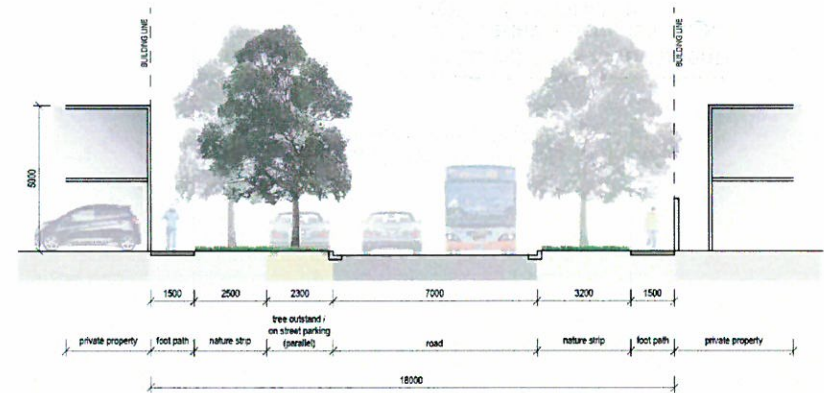 BUILDING LINE
BUILDING LINE
6000
1500
2500
2300
7000
3200
1500
tree outstand /
on street parking
(parallel)
private property
foot path
nature strip
road
nature strip
foot path
private property
18000